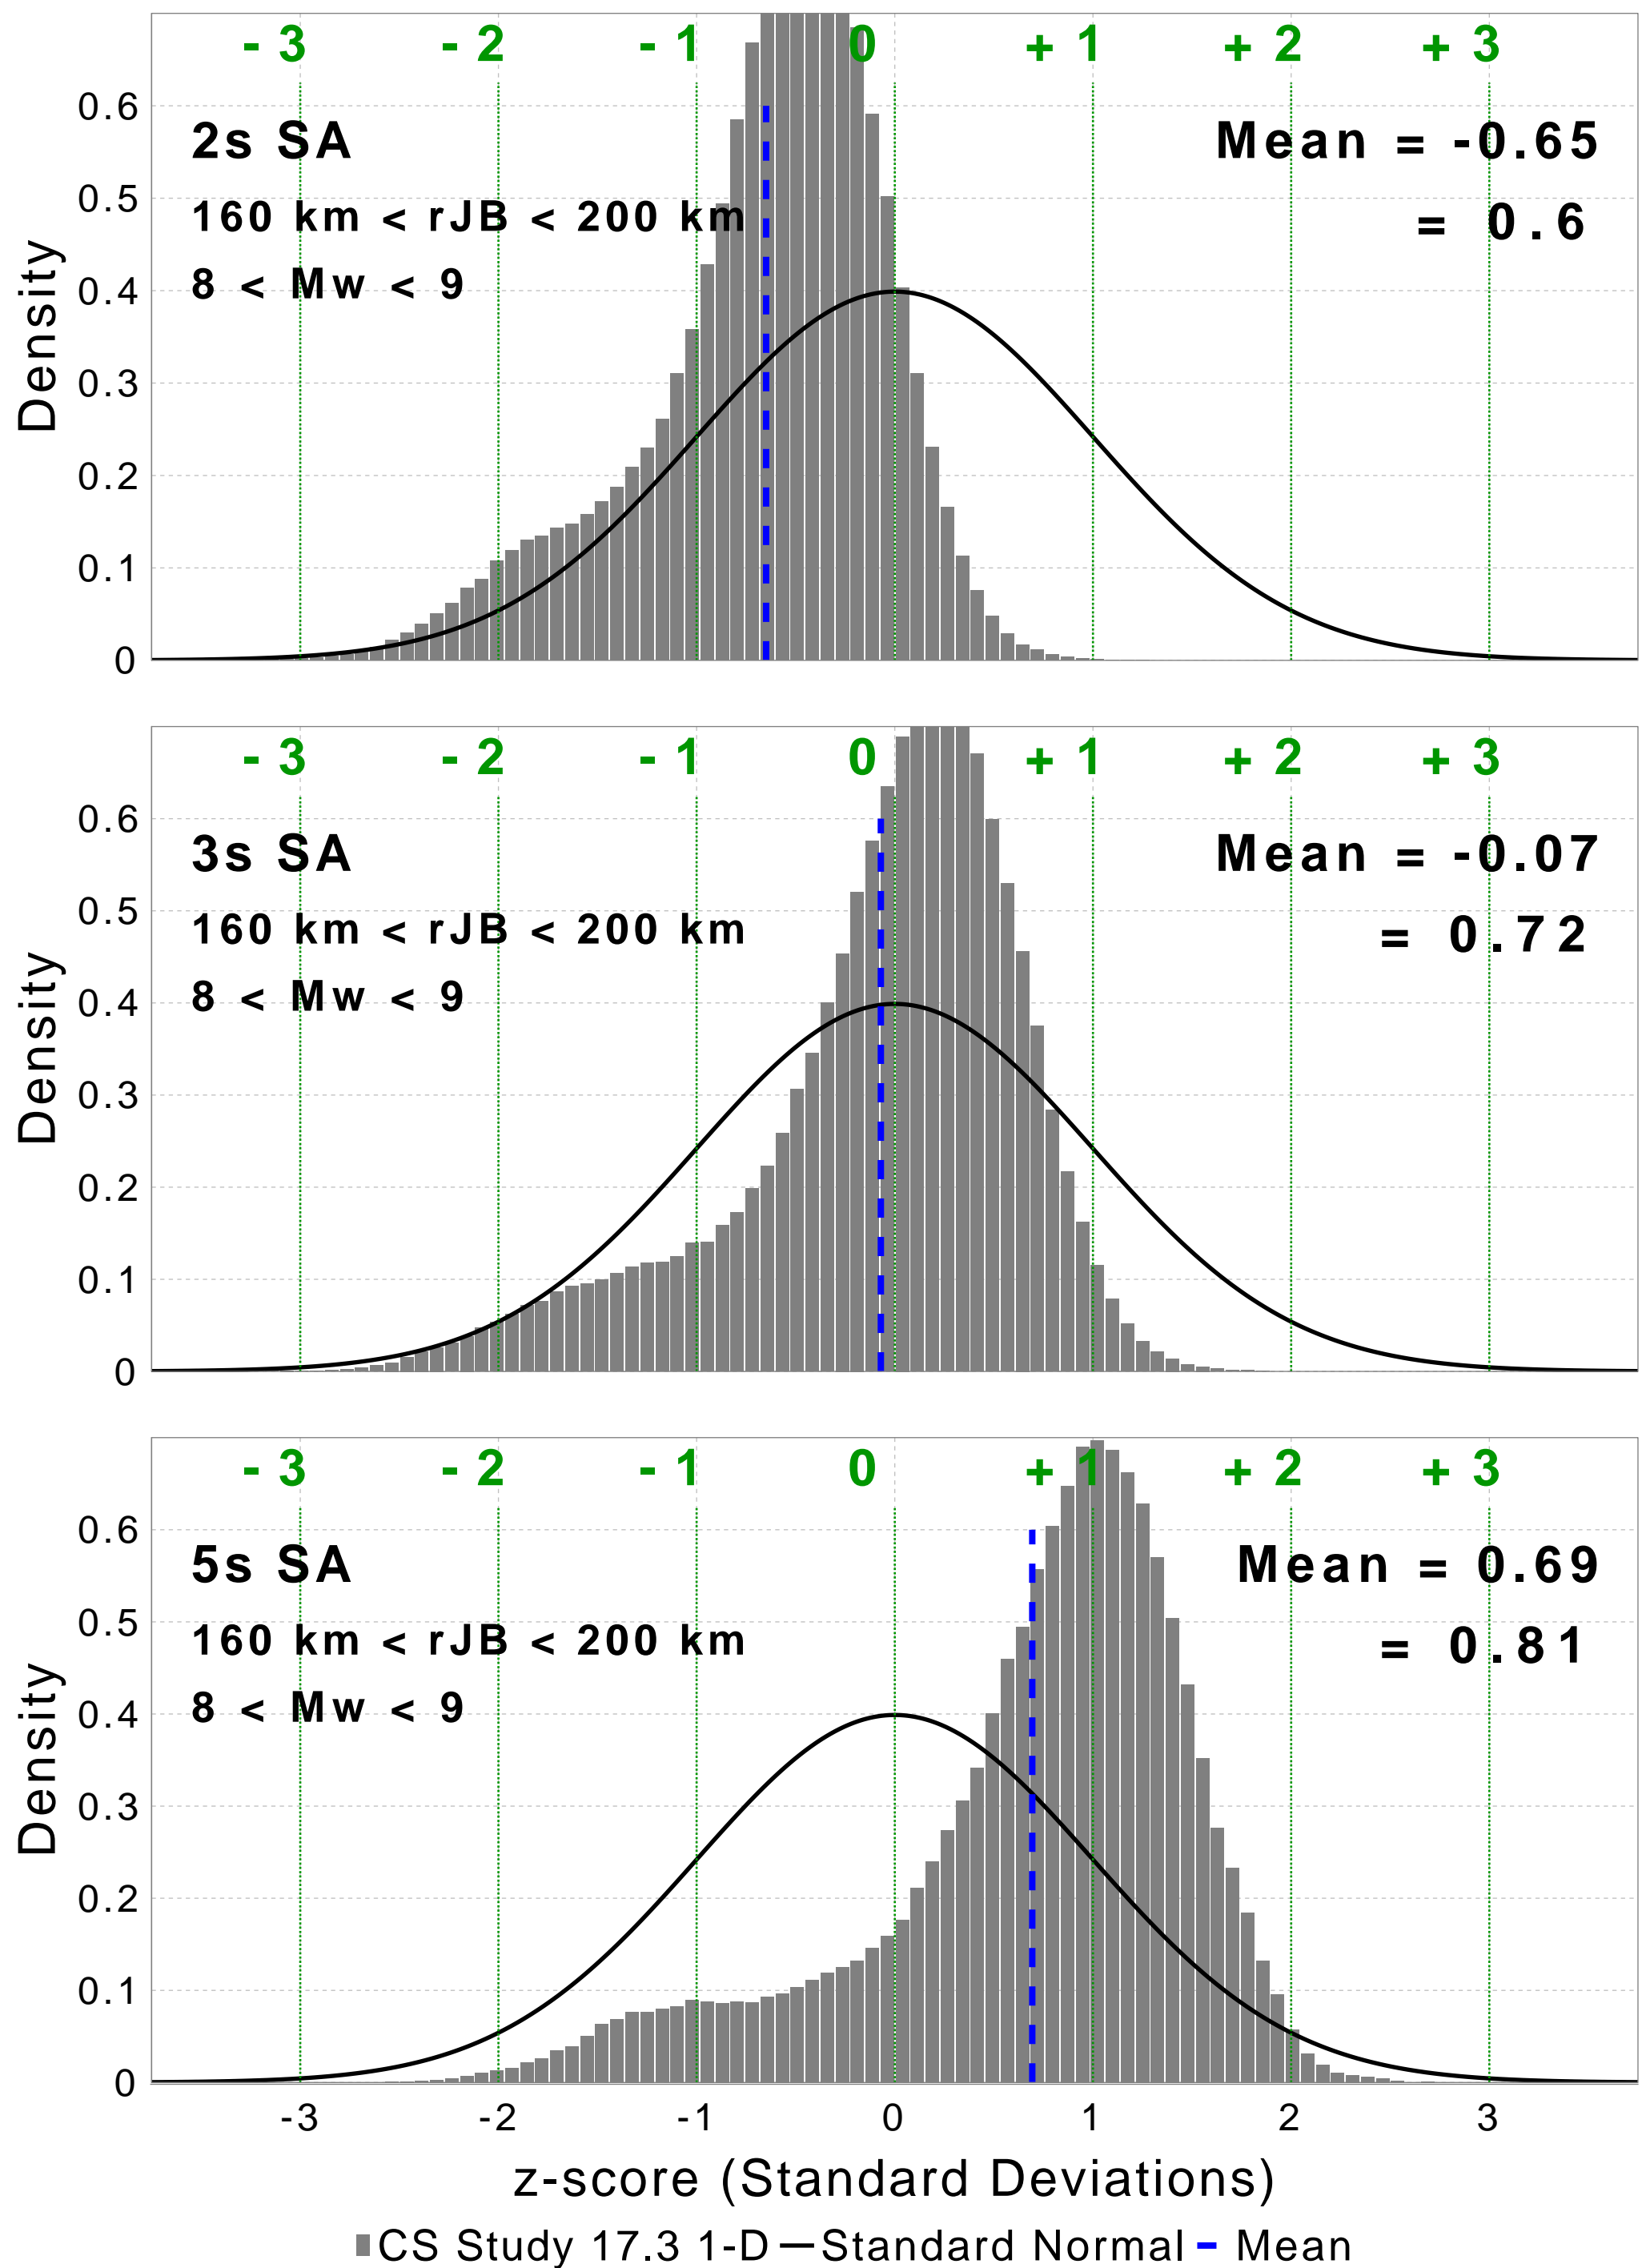 - 3 - 2 - 1 0 + 1 + 2 + 3
0.6
2s SA Mean = -0.65
0.5
160 km < rJB < 200 km = 0.6
8 < Mw < 9
0.4
0.3
0.2
0.1
0
Density
- 3 - 2 - 1 0 + 1 + 2 + 3
0.6
3s SA Mean = -0.07
0.5
160 km < rJB < 200 km = 0.72
8 < Mw < 9
0.4
0.3
0.2
0.1
0
Density
- 3 - 2 - 1 0 + 1 + 2 + 3
0.6
5s SA Mean = 0.69
0.5
160 km < rJB < 200 km = 0.81
8 < Mw < 9
0.4
0.3
0.2
0.1
0
Density
-3 -2 -1 0 1 2 3
z-score (Standard Deviations)
CS Study 17.3 1-D Standard Normal Mean